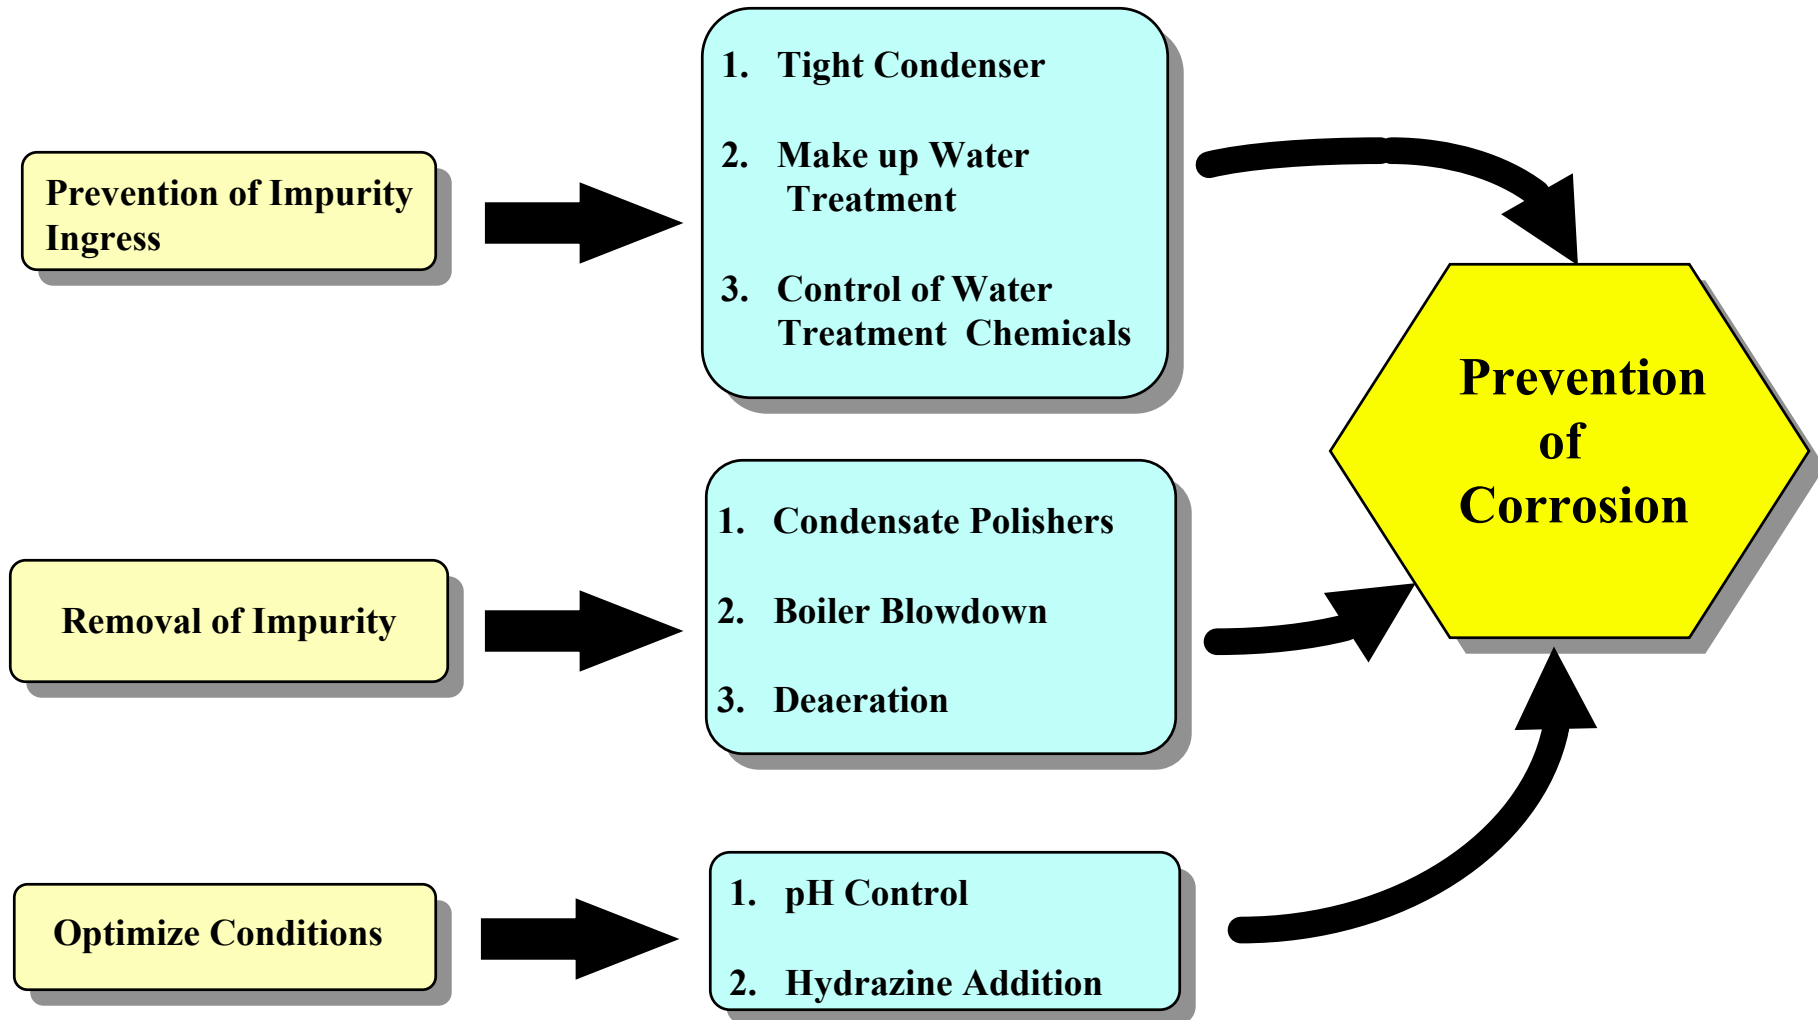 Prevention of Impurity
Ingress
1. Tight Condenser
2. Make up Water
Treatment
3. Control of Water
Treatment Chemicals
Removal of Impurity
1. Condensate Polishers
2. Boiler Blowdown
3. Deaeration
Optimize Conditions
1. pH Control
2. Hydrazine Addition
Prevention
of
Corrosion